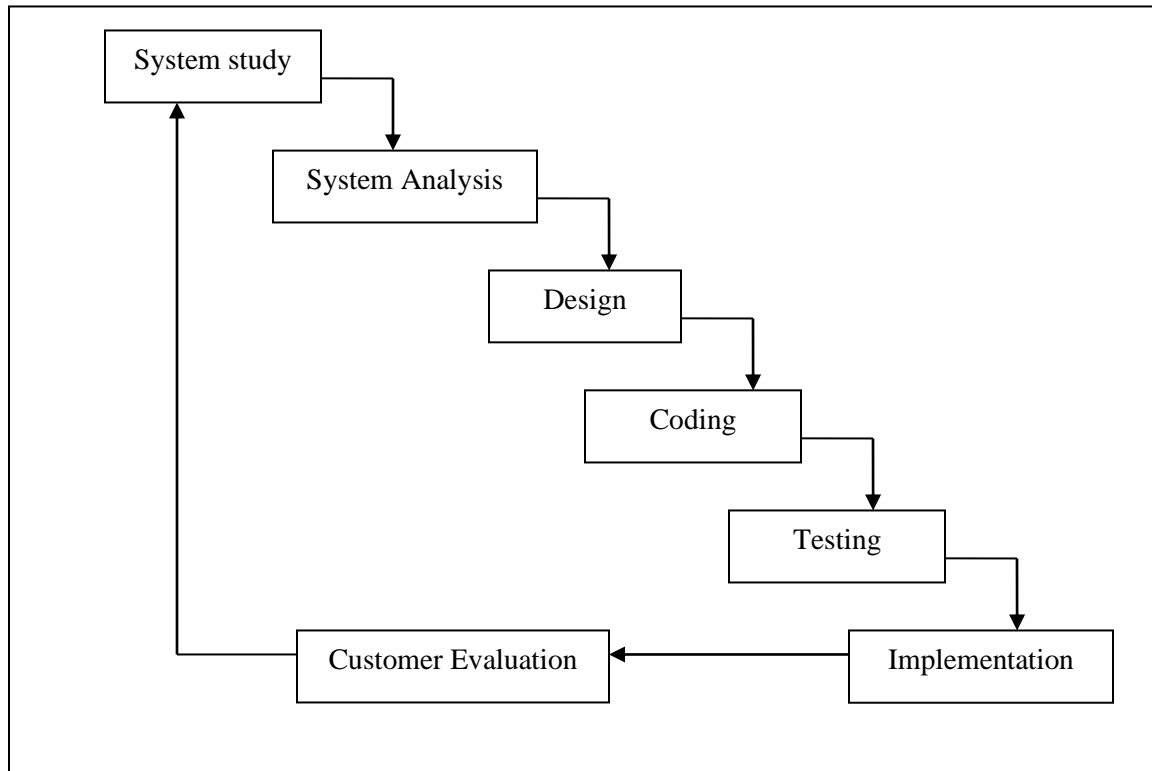 System study
System Analysis
Design
Coding
Testing
Implementation
Customer Evaluation